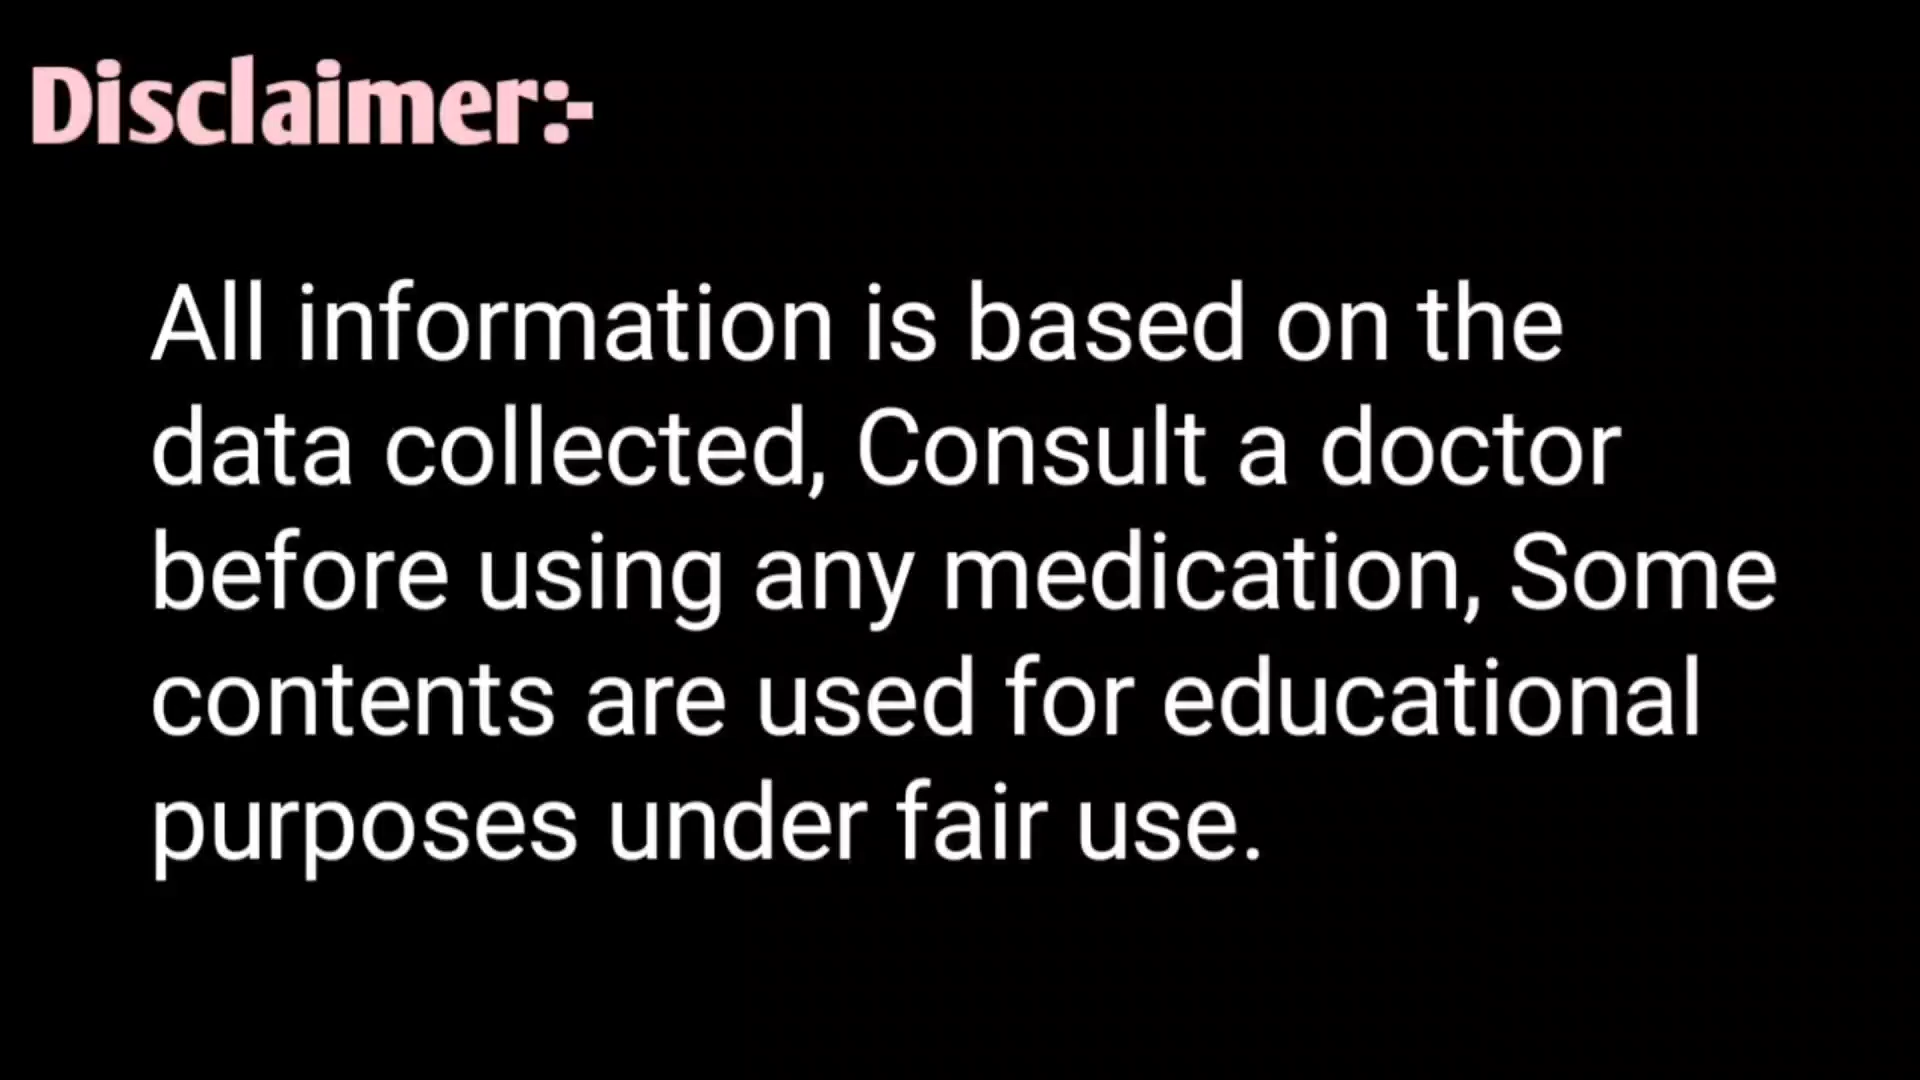 Disclaimer:-
All information is based on the
data collected, Consult a doctor
before using any medication, Some
contents are used for educational
purposes under fair use.